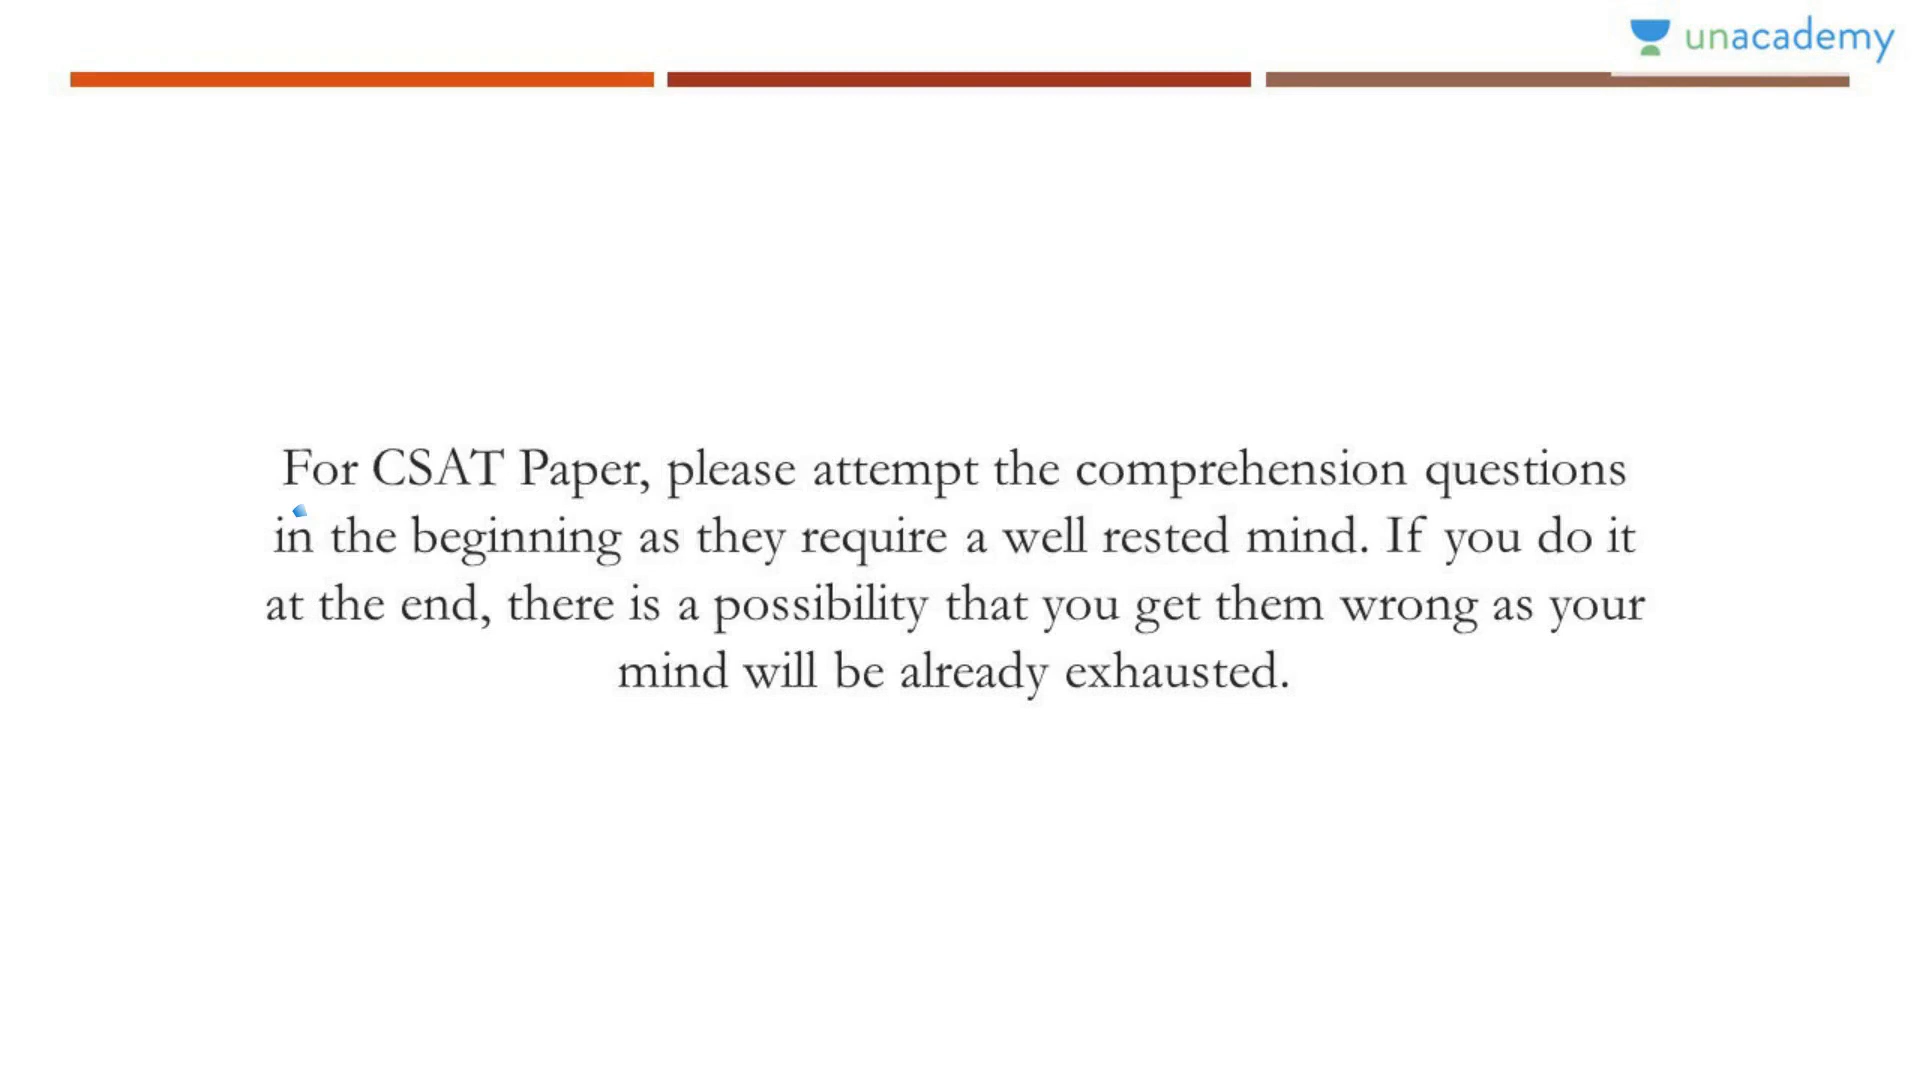 unacademy
For CSAT Paper, please attempt the comprehension questions
in the beginning as they require a well rested mind. If you do it
at the end, there is a possibility that you get them wrong as your
mind will be already exhausted.